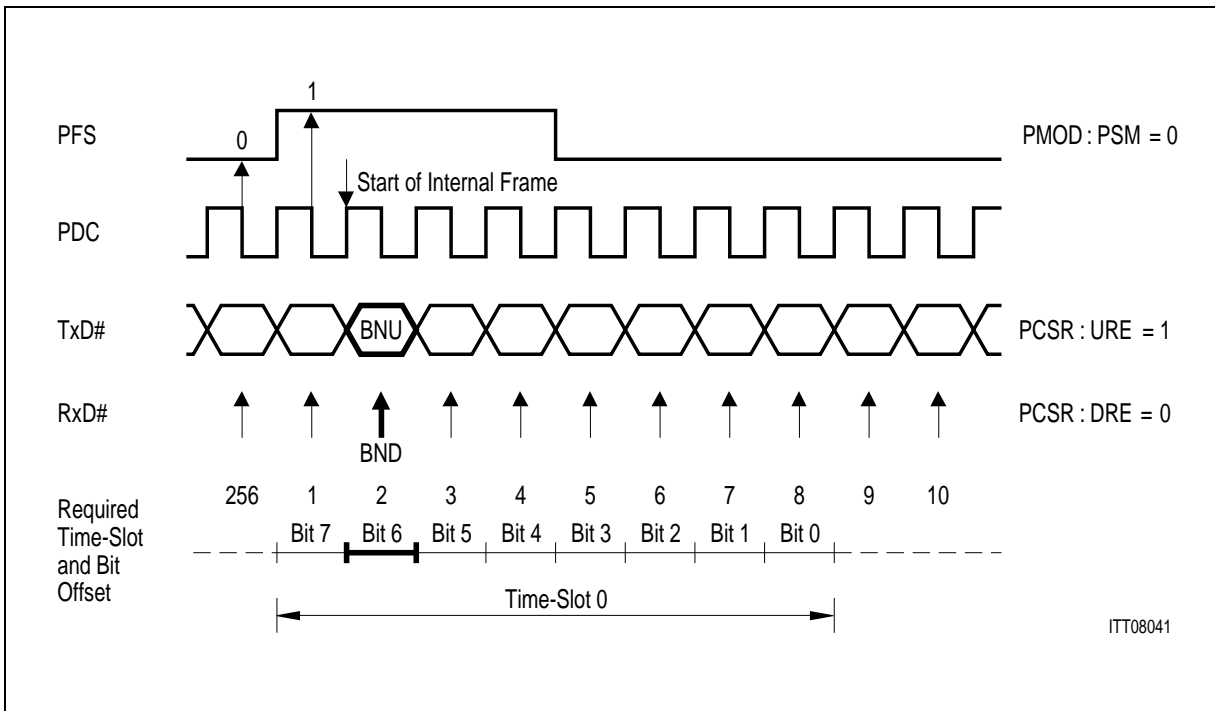 1
PFS
0
PMOD : PSM = 0
Start of Internal Frame
PDC
TxD#
BNU
PCSR : URE = 1
RxD#
PCSR : DRE = 0
BND
Required
Time-Slot
and Bit
Offset
256 1 2 3 4 5 6 7 8 9 10
Bit 7 Bit 6 Bit 5 Bit 4 Bit 3 Bit 2 Bit 1 Bit 0
Time-Slot 0
ITT08041